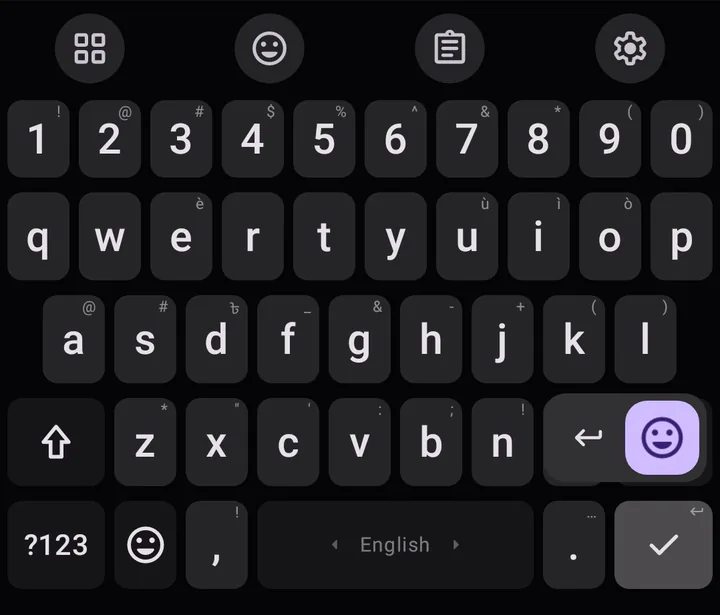 ! @ # $ % ^ & * ( )
1 2 3 4 5 6 7 8 9 0
è ù ì ò
q w e r t y u i o p
@ # _ & - + ( )
a s d f g h j k l
* " ' : ; !
z x c v b n
! …
?123 , English .